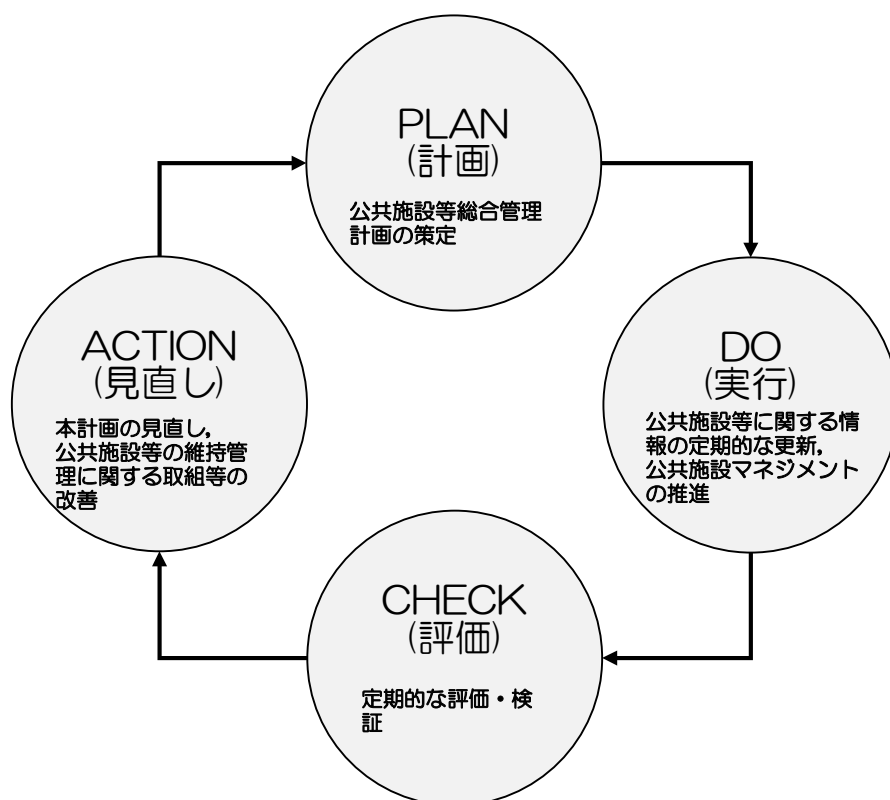 PLAN
(計画)
公共施設等総合管理
計画の策定
DO
(実行)
公共施設等に関する情
報の定期的な更新,
公共施設マネジメント
の推進
CHECK
(評価)
定期的な評価・検
証
ACTION
(見直し)
本計画の見直し,
公共施設等の維持管
理に関する取組等の
改善